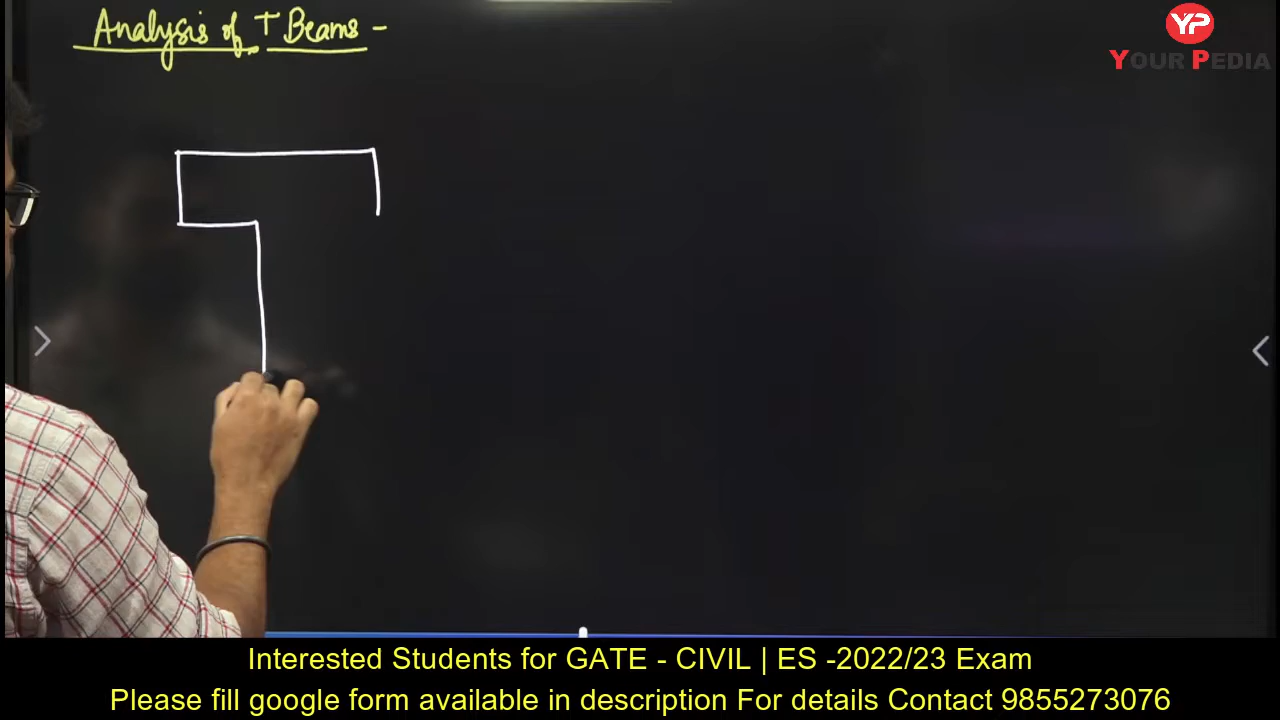 Analysis of T Beams -
YP
YOUR PEDIA
Interested Students for GATE - CIVIL | ES -2022/23 Exam
Please fill google form available in description For details Contact 9855273076